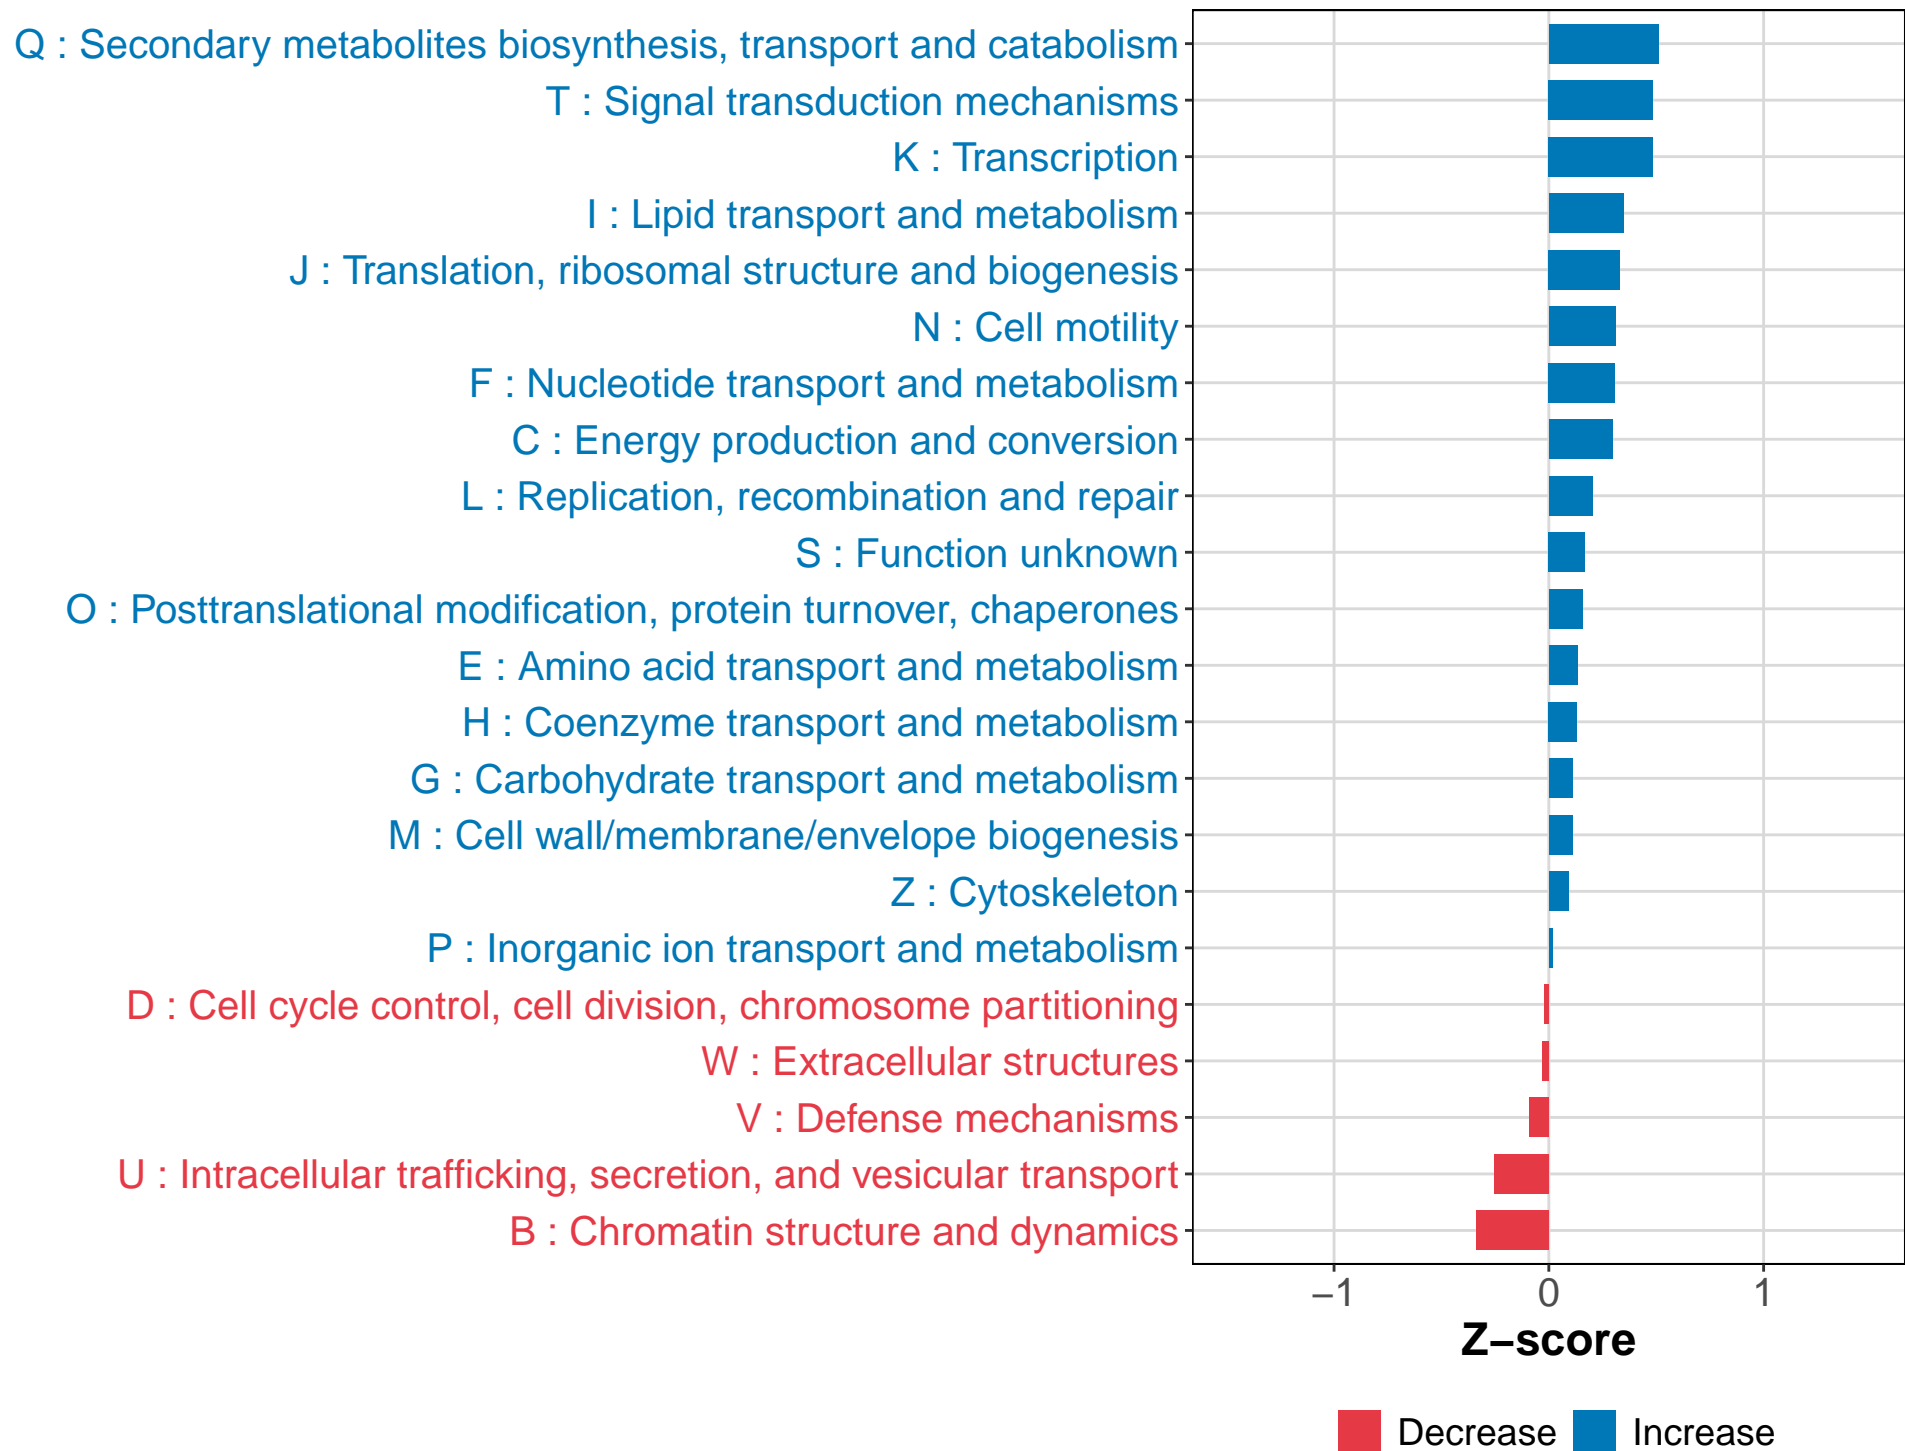 Q : Secondary metabolites biosynthesis, transport and catabolism
T : Signal transduction mechanisms
K : Transcription
I : Lipid transport and metabolism
J : Translation, ribosomal structure and biogenesis
N : Cell motility
F : Nucleotide transport and metabolism
C : Energy production and conversion
L : Replication, recombination and repair
S : Function unknown
O : Posttranslational modification, protein turnover, chaperones
E : Amino acid transport and metabolism
H : Coenzyme transport and metabolism
G : Carbohydrate transport and metabolism
M : Cell wall/membrane/envelope biogenesis
Z : Cytoskeleton
P : Inorganic ion transport and metabolism
D : Cell cycle control, cell division, chromosome partitioning
W : Extracellular structures
V : Defense mechanisms
U : Intracellular trafficking, secretion, and vesicular transport
B : Chromatin structure and dynamics
−1 0 1
Z−score
Decrease Increase